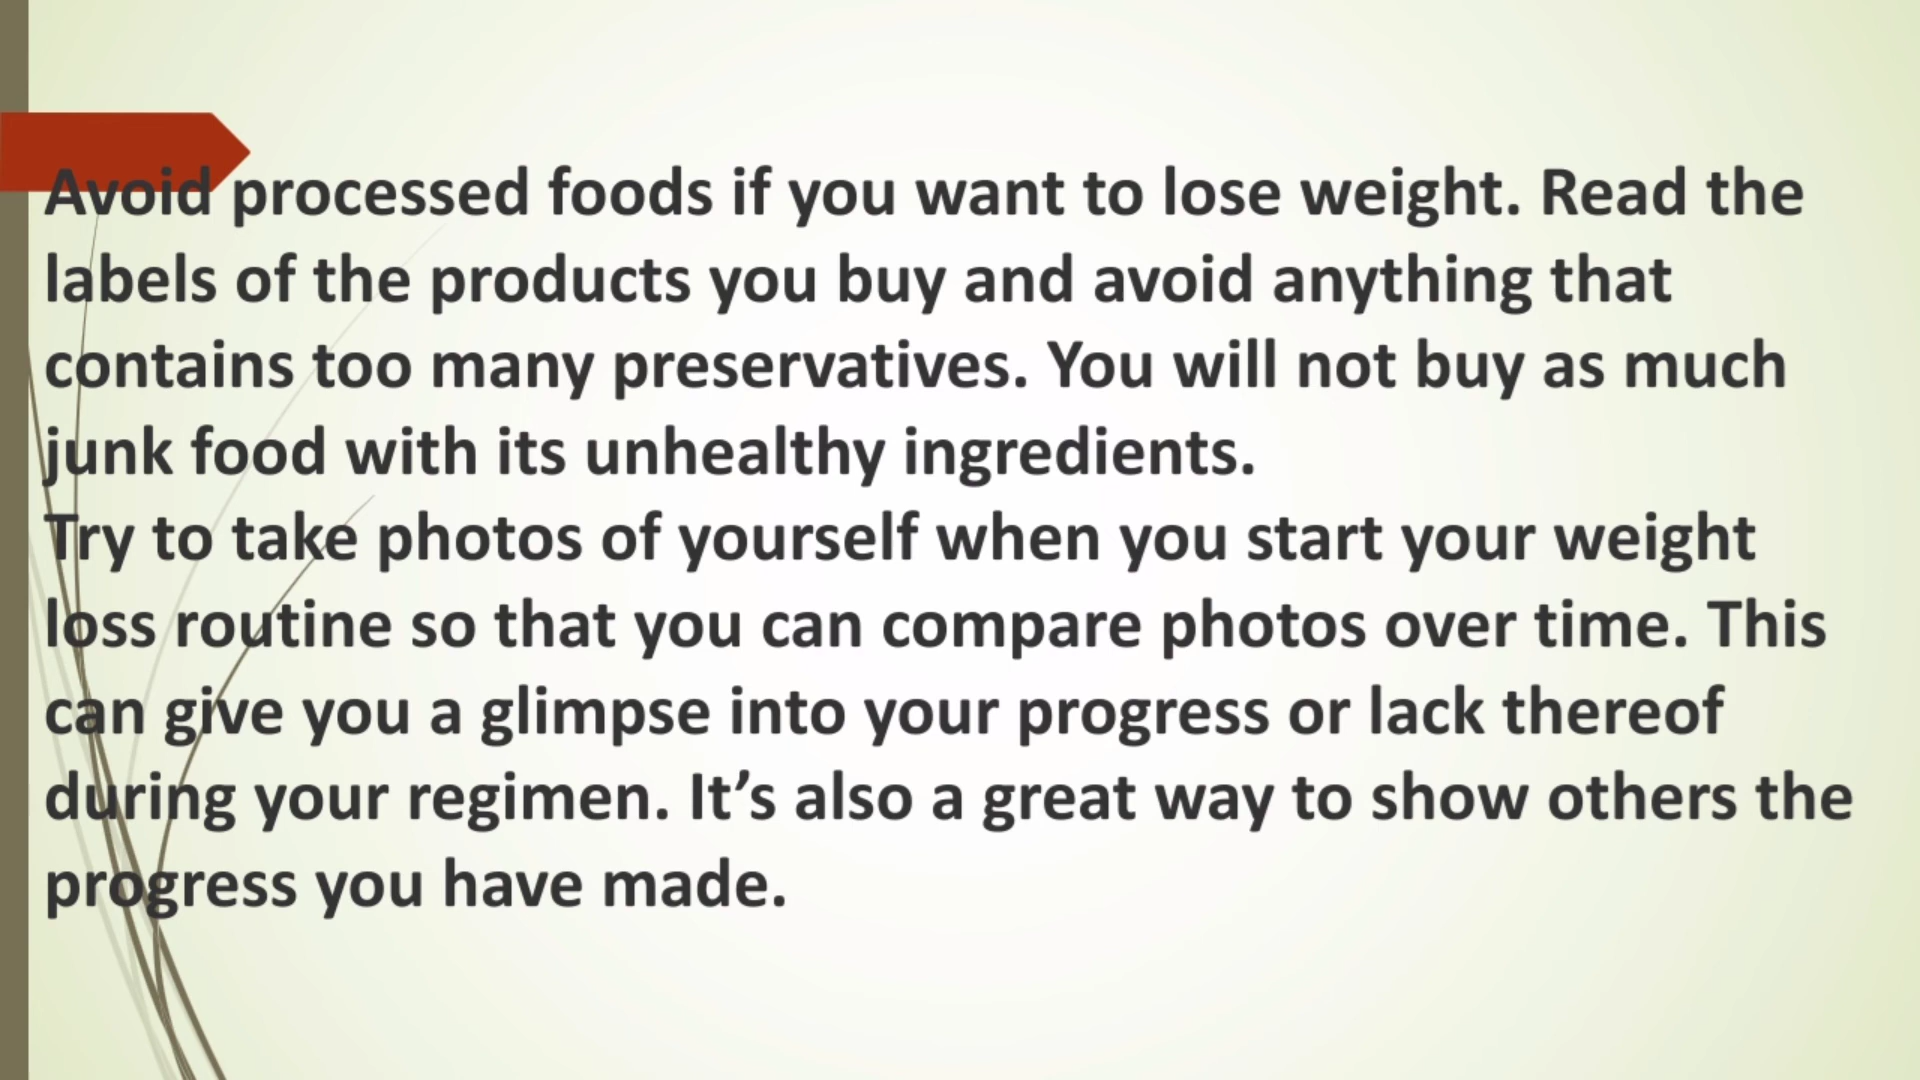 Avoid processed foods if you want to lose weight. Read the
labels of the products you buy and avoid anything that
contains too many preservatives. You will not buy as much
junk food with its unhealthy ingredients.
Try to take photos of yourself when you start your weight
loss routine so that you can compare photos over time. This
can give you a glimpse into your progress or lack thereof
during your regimen. It’s also a great way to show others the
progress you have made.